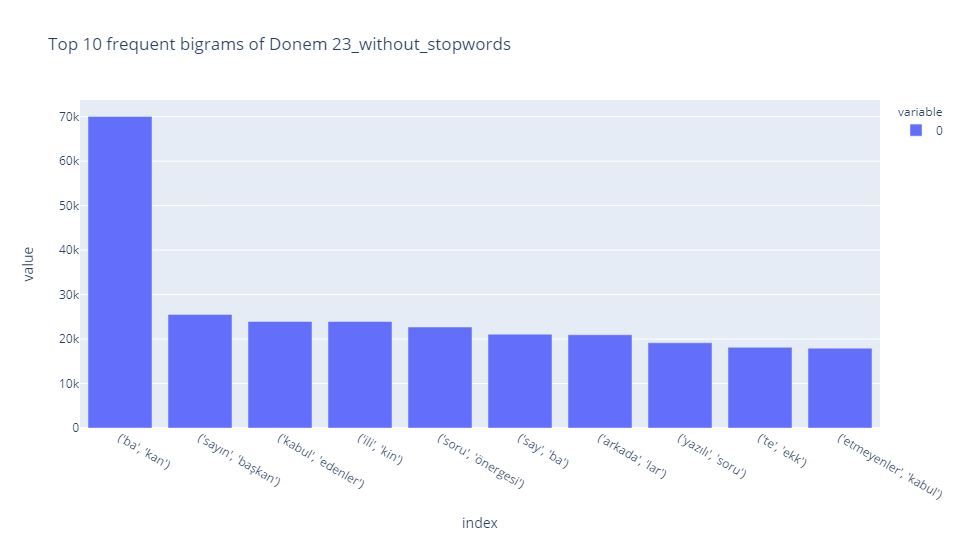 Top 10 frequent bigrams of Donem 23_without_stopwords
variable
0
value
70k
60k
50k
40k
30k
20k
10k
0
('ba', 'kan')
('sayın', 'başkan')
('kabul', 'edenler')
('ili', 'kin')
('soru', 'önergesi')
('say', 'ba')
('arkada', 'lar')
('yazılı', 'soru')
('te', 'ekk')
('etmeyenler', 'kabul')
index